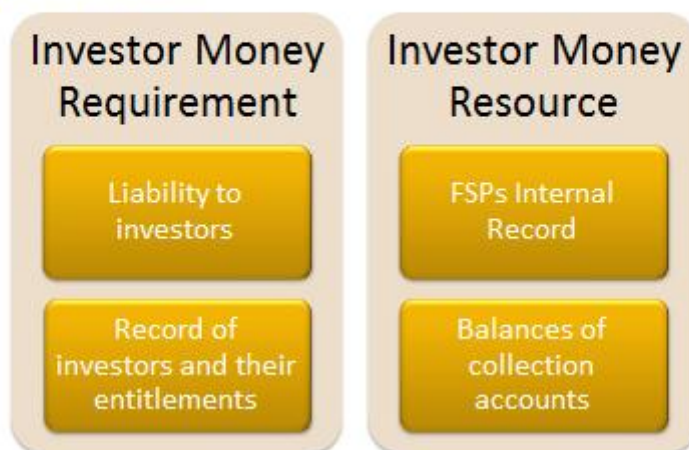 Investor Money
Requirement
Liability to
investors
Record of
investors and their
entitlements
Investor Money
Resource
FSPs Internal
Record
Balances of
collection
accounts